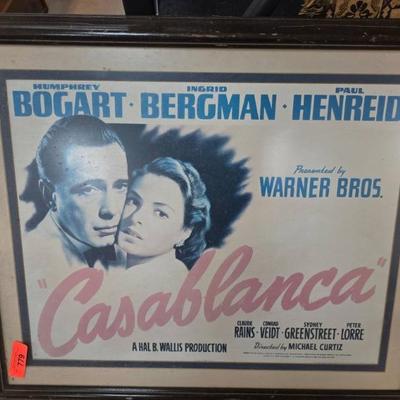 HUMPHREY INGRID PAUL
BOGART · BERGMAN · HENREID
Presented by
WARNER BROS.
"Casablanca"
CLAUDE CONRAD SYDNEY PETER
RAINS VEIDT GREENSTREET LORRE
A HAL B. WALLIS PRODUCTION
Directed by MICHAEL CURTIZ
779